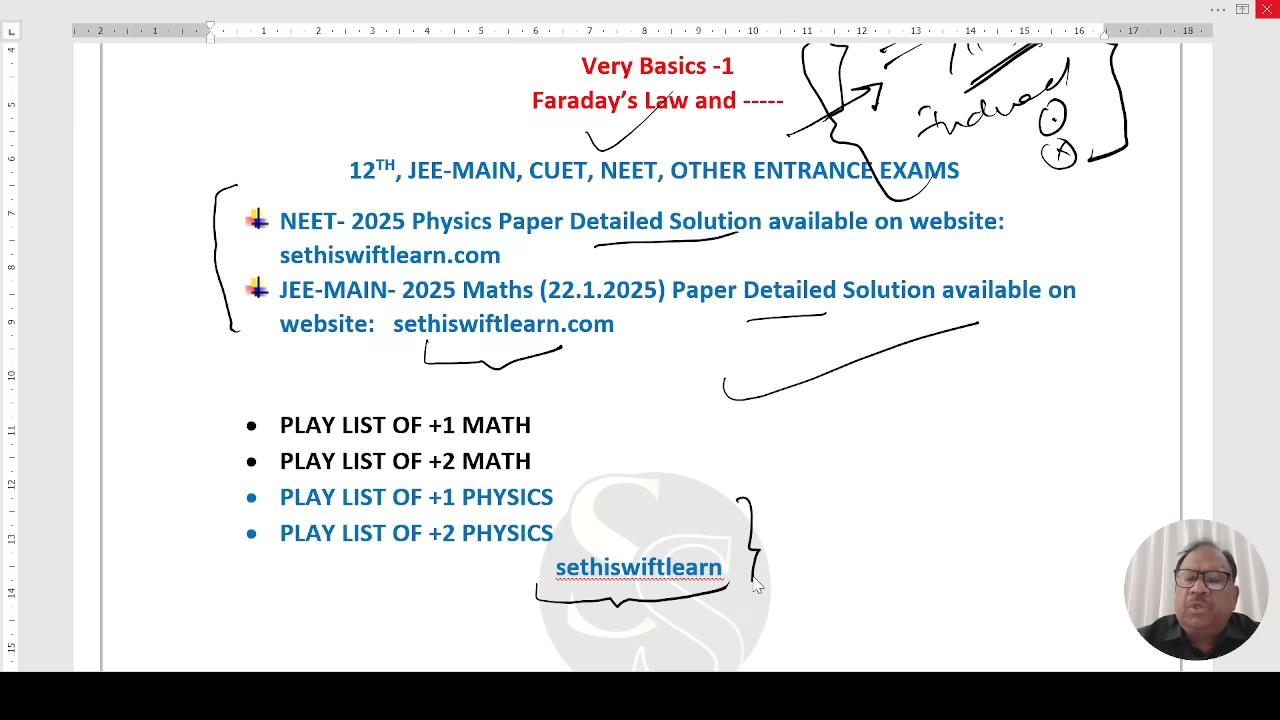 Very Basics -1
Faraday’s Law and -----
Induced
12TH, JEE-MAIN, CUET, NEET, OTHER ENTRANCE EXAMS
NEET- 2025 Physics Paper Detailed Solution available on website:
sethiswiftlearn.com
JEE-MAIN- 2025 Maths (22.1.2025) Paper Detailed Solution available on
website: sethiswiftlearn.com
• PLAY LIST OF +1 MATH
• PLAY LIST OF +2 MATH
• PLAY LIST OF +1 PHYSICS
• PLAY LIST OF +2 PHYSICS
sethiswiftlearn